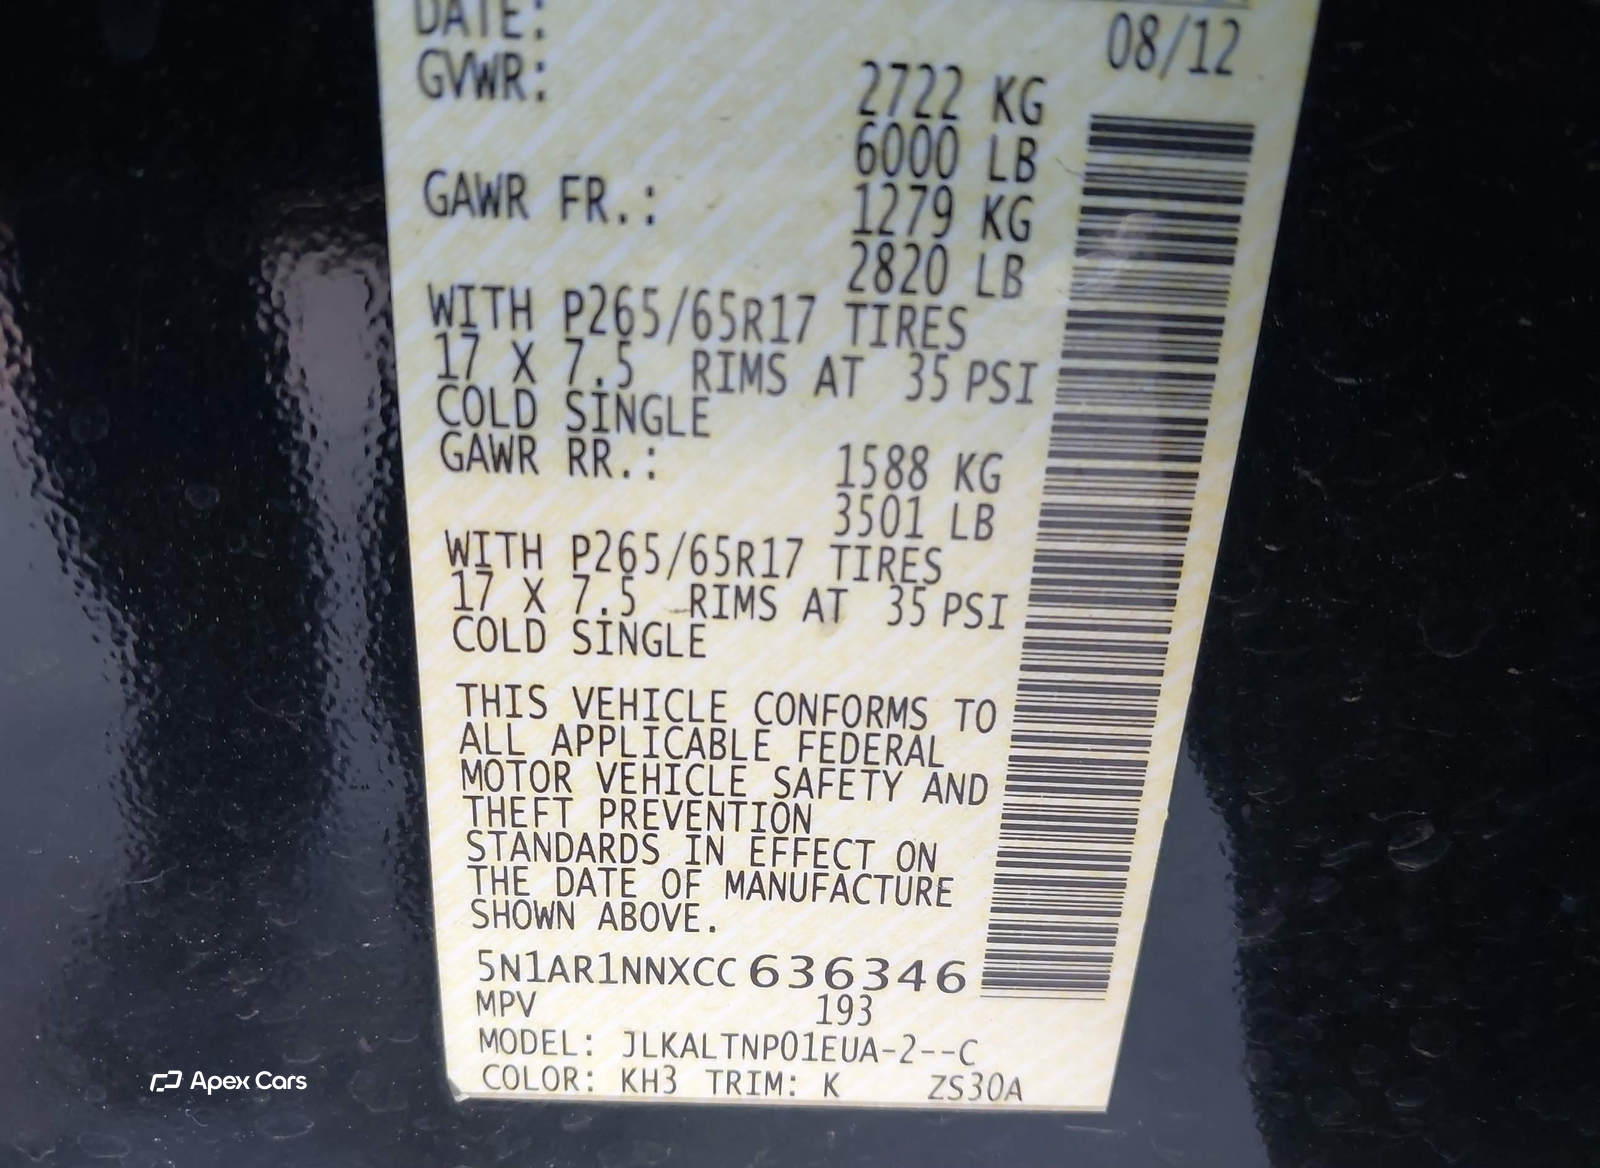 DATE: 08/12
GVWR: 2722 KG
6000 LB
GAWR FR.: 1279 KG
2820 LB
WITH P265/65R17 TIRES
17 X 7.5 RIMS AT 35 PSI
COLD SINGLE
GAWR RR.: 1588 KG
3501 LB
WITH P265/65R17 TIRES
17 X 7.5 RIMS AT 35 PSI
COLD SINGLE
THIS VEHICLE CONFORMS TO
ALL APPLICABLE FEDERAL
MOTOR VEHICLE SAFETY AND
THEFT PREVENTION
STANDARDS IN EFFECT ON
THE DATE OF MANUFACTURE
SHOWN ABOVE.
5N1AR1NNXCC636346
MPV 193
MODEL: JLKALTNP01EUA-2--C
COLOR: KH3 TRIM: K ZS30A
Apex Cars